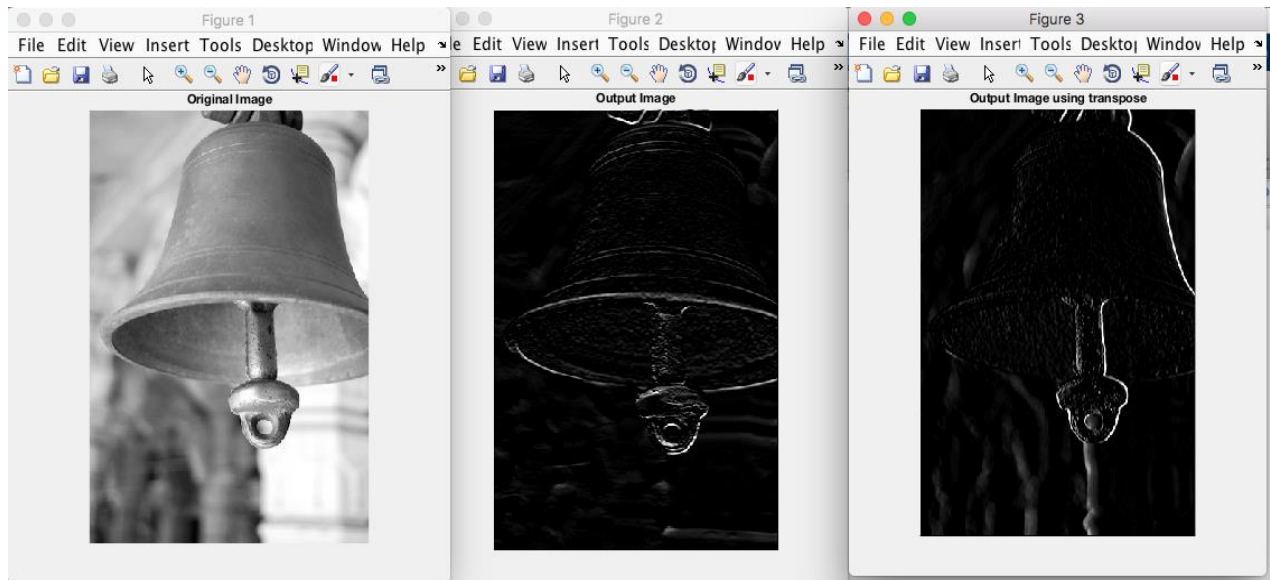 Figure 1
File Edit View Insert Tools Desktop Window Help
»
Original Image
Figure 2
le Edit View Insert Tools Desktop Window Help
»
Output Image
Figure 3
File Edit View Insert Tools Desktop Window Help
»
Output Image using transpose